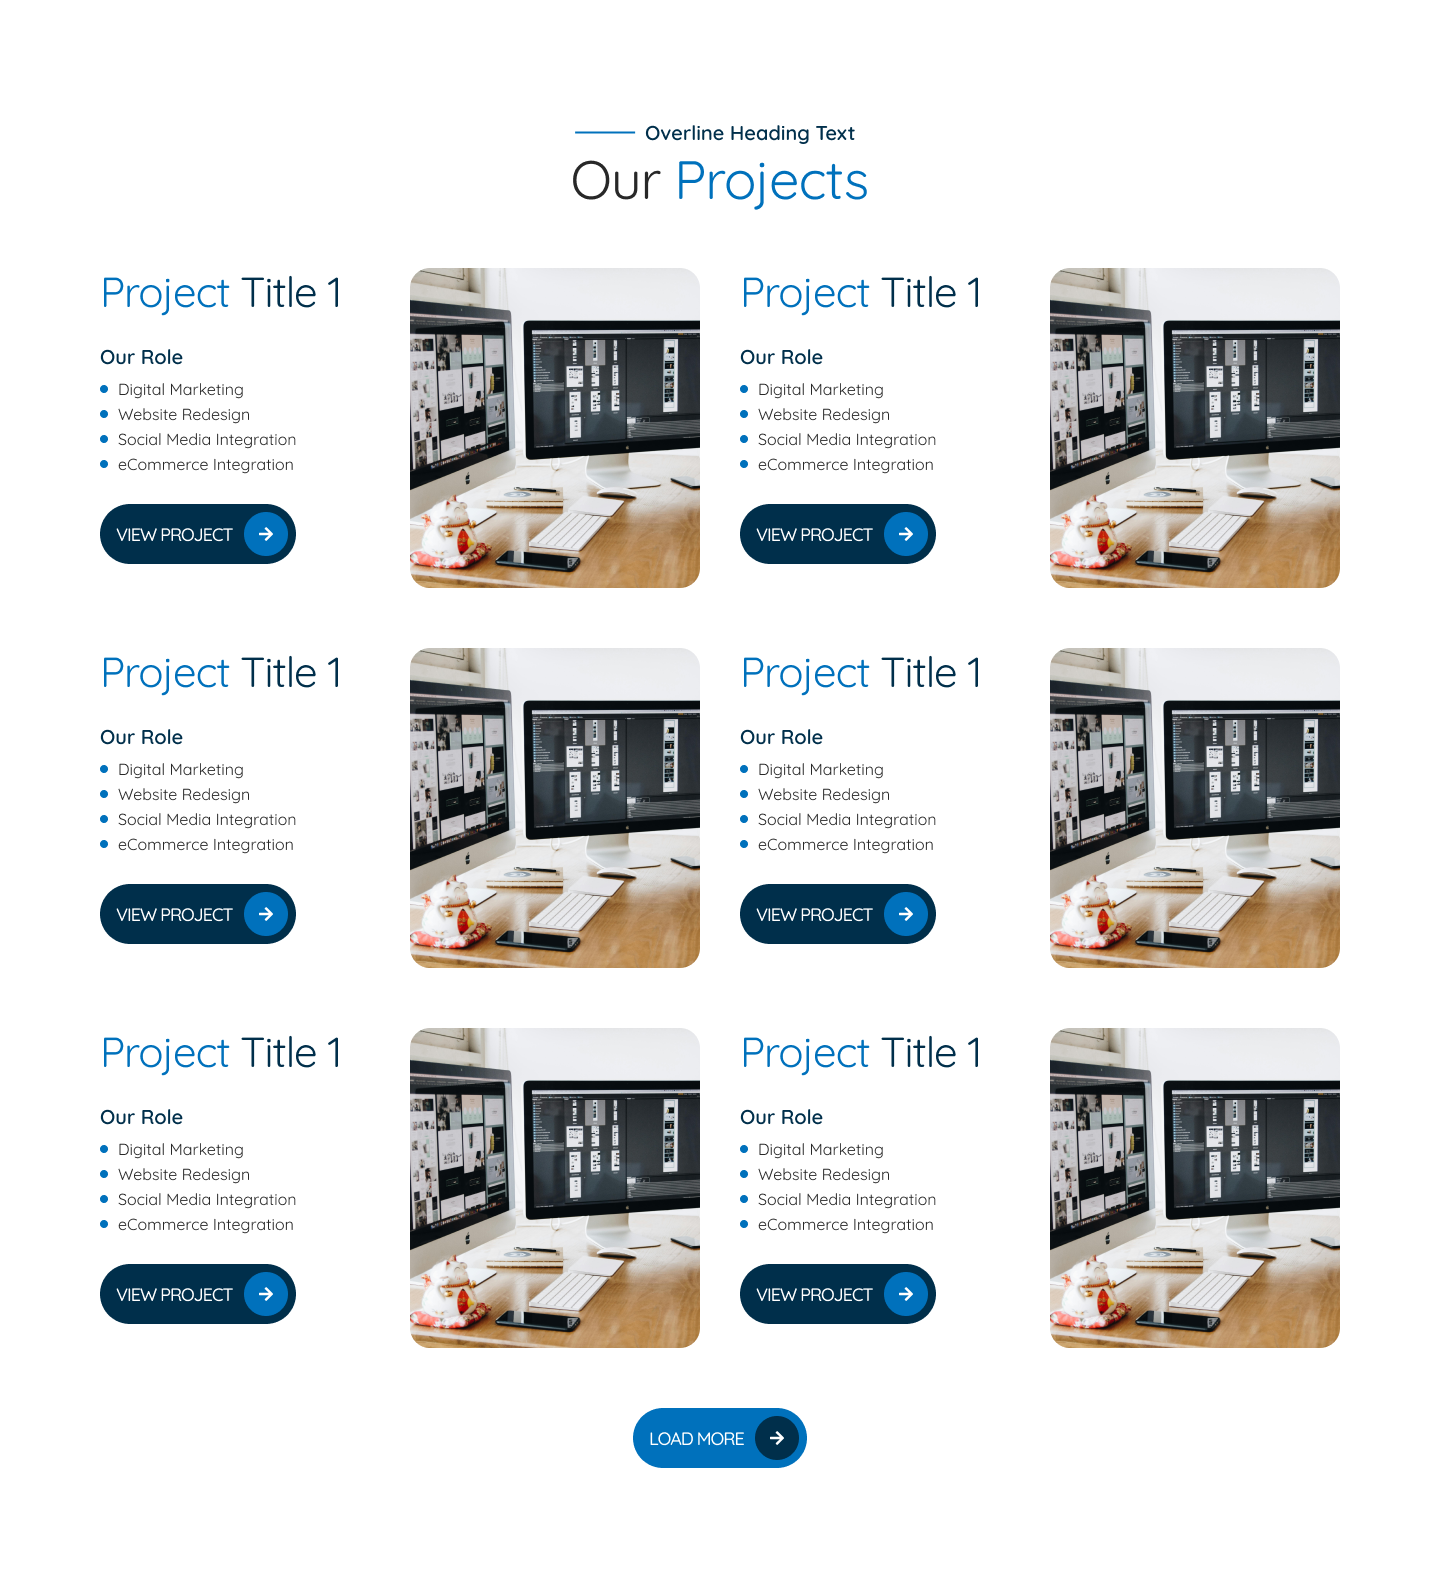 Overline Heading Text
Our Projects
Project Title 1
Our Role
Digital Marketing
Website Redesign
Social Media Integration
eCommerce Integration
VIEW PROJECT
Project Title 1
Our Role
Digital Marketing
Website Redesign
Social Media Integration
eCommerce Integration
VIEW PROJECT
Project Title 1
Our Role
Digital Marketing
Website Redesign
Social Media Integration
eCommerce Integration
VIEW PROJECT
Project Title 1
Our Role
Digital Marketing
Website Redesign
Social Media Integration
eCommerce Integration
VIEW PROJECT
Project Title 1
Our Role
Digital Marketing
Website Redesign
Social Media Integration
eCommerce Integration
VIEW PROJECT
Project Title 1
Our Role
Digital Marketing
Website Redesign
Social Media Integration
eCommerce Integration
VIEW PROJECT
LOAD MORE